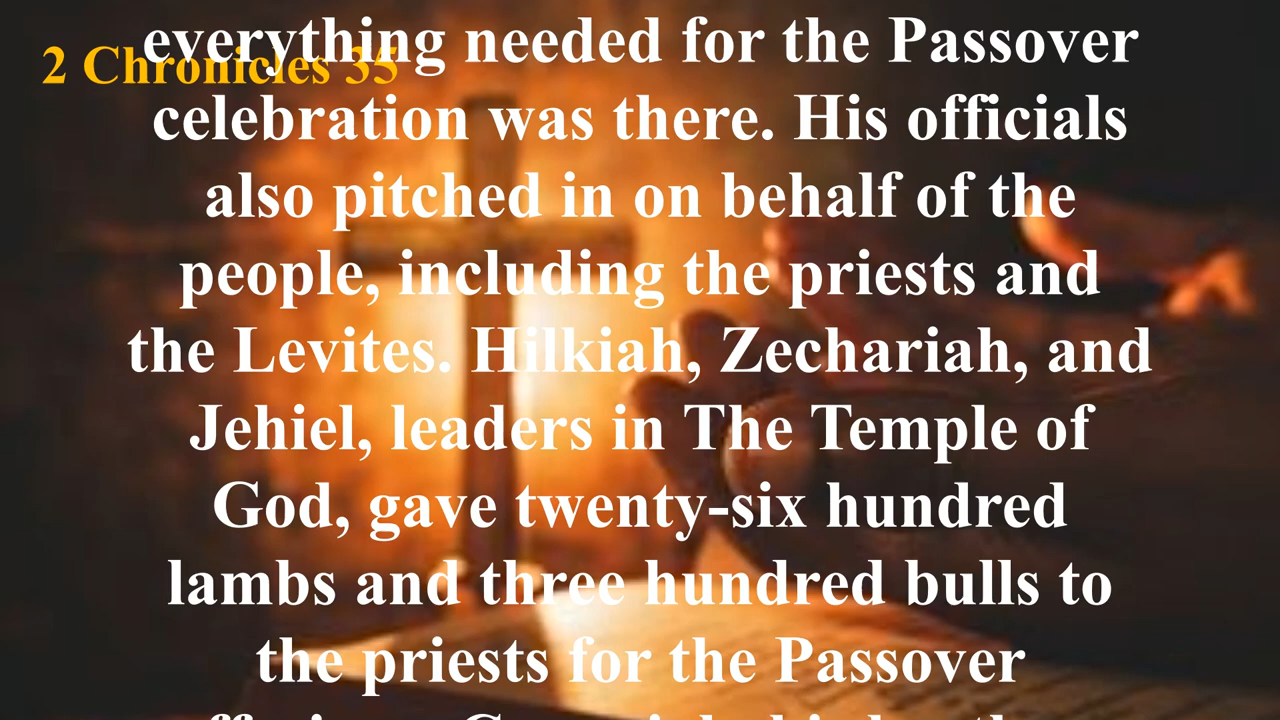 2 Chronicles 35
everything needed for the Passover
celebration was there. His officials
also pitched in on behalf of the
people, including the priests and
the Levites. Hilkiah, Zechariah, and
Jehiel, leaders in The Temple of
God, gave twenty-six hundred
lambs and three hundred bulls to
the priests for the Passover